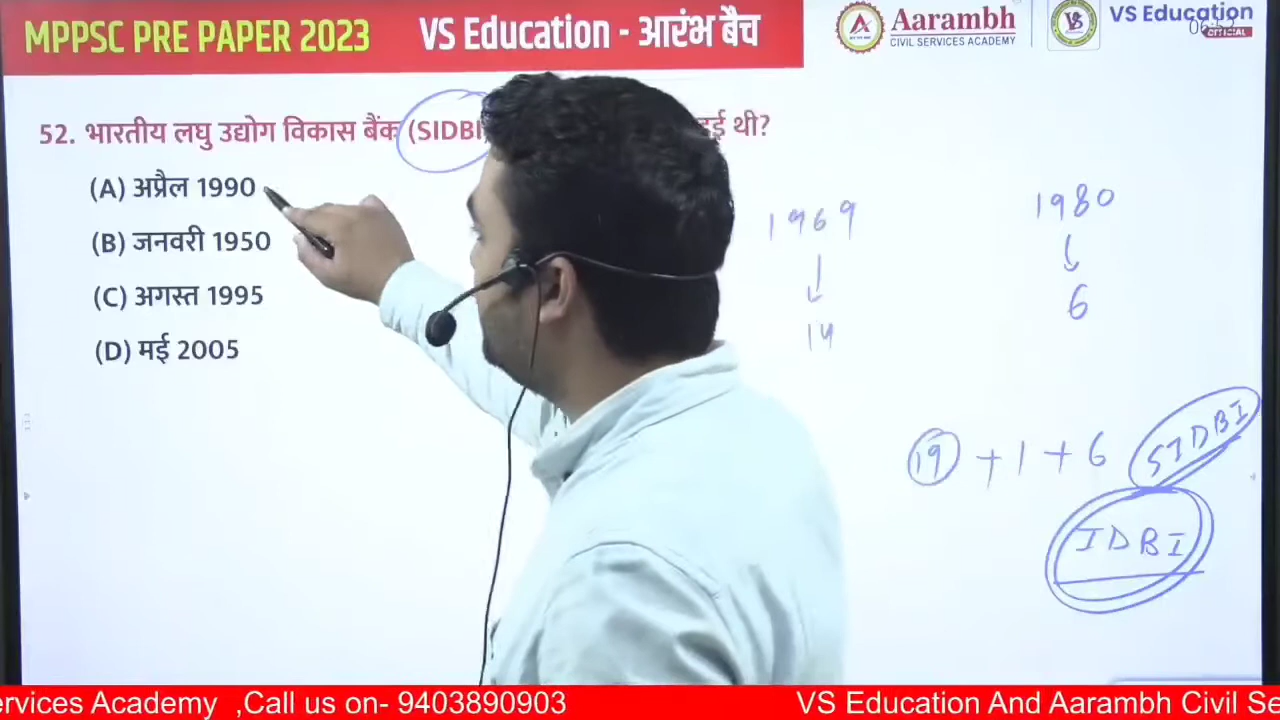 MPPSC PRE PAPER 2023 VS Education - आरंभ बैच
Aarambh
CIVIL SERVICES ACADEMY
VS Education
OFFICIAL
52. भारतीय लघु उद्योग विकास बैंक (SIDBI हुई थी?
(A) अप्रैल 1990
(B) जनवरी 1950
(C) अगस्त 1995
(D) मई 2005
1969
14
1980
6
19 + 1 + 6 SIDBI
IDBI
ervices Academy ,Call us on- 9403890903 VS Education And Aarambh Civil Se